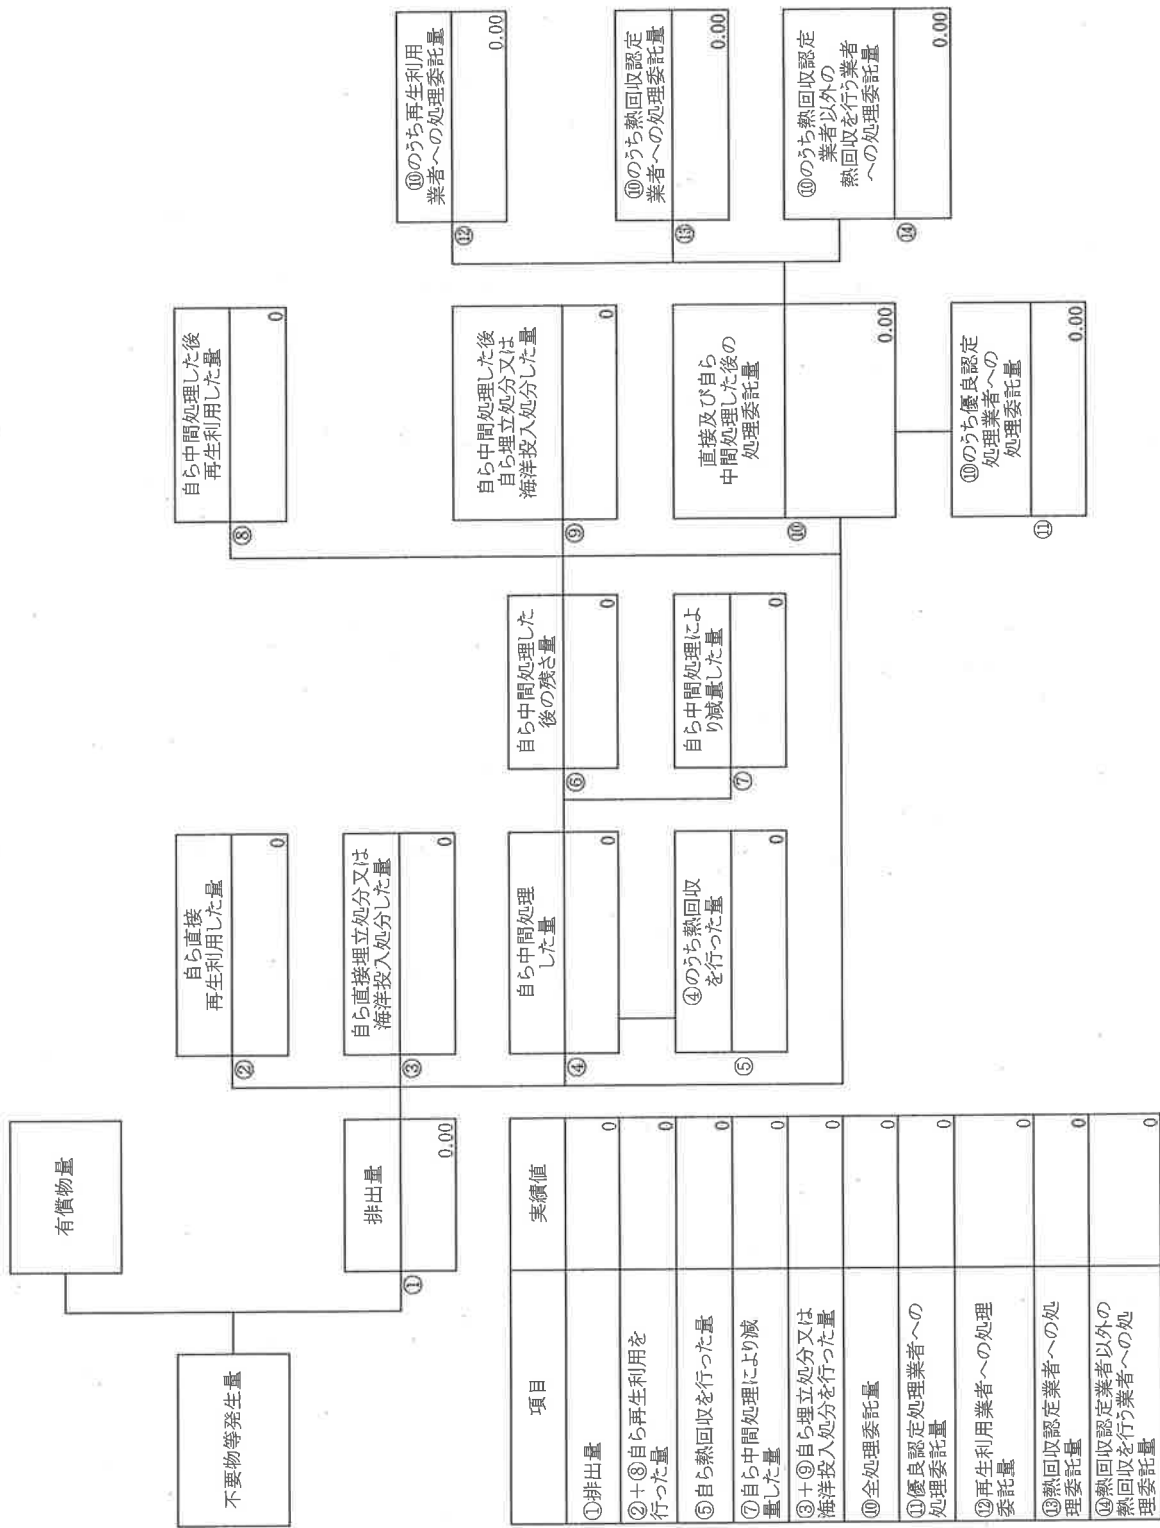 不要物等発生量
有償物量
①
排出量
0.00
②
自ら直接
再生利用した量
0
③
自ら直接埋立処分又は
海洋投入処分した量
0
④
自ら中間処理
した量
0
⑤
④のうち熱回収
を行った量
0
⑥
自ら中間処理した
後の残さ量
0
⑦
自ら中間処理によ
り減量した量
0
⑧
自ら中間処理した後
再生利用した量
0
⑨
自ら中間処理した後
自ら埋立処分又は
海洋投入処分した量
0
⑩
直接及び自ら
中間処理した後の
処理委託量
0.00
⑪
⑩のうち優良認定
処理業者への
処理委託量
0.00
⑫
⑩のうち再生利用
業者への処理委託量
0.00
⑬
⑩のうち熱回収認定
業者への処理委託量
0.00
⑭
⑩のうち熱回収認定
業者以外の
熱回収を行う業者
への処理委託量
0.00
項目 実績値
①排出量 0
②+⑧自ら再生利用を
行った量 0
⑤自ら熱回収を行った量 0
⑦自ら中間処理により減
量した量 0
③+⑨自ら埋立処分又は
海洋投入処分を行った量 0
⑩全処理委託量 0
⑪優良認定処理業者への
処理委託量 0
⑫再生利用業者への処理
委託量 0
⑬熱回収認定業者への処
理委託量 0
⑭熱回収認定業者以外の
熱回収を行う業者への処
理委託量 0